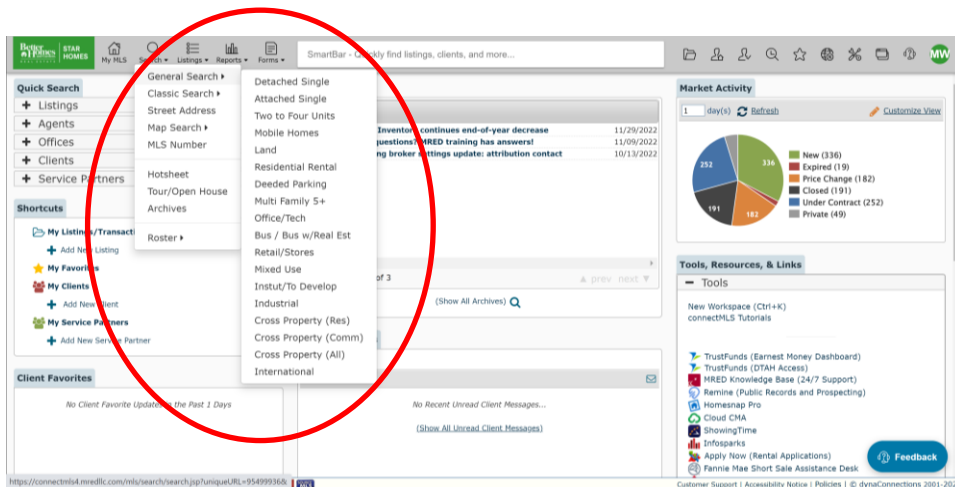 Better Homes
REAL ESTATE
STAR HOMES
My MLS
Search
Listings
Reports
Forms
SmartBar - Quickly find listings, clients, and more...
MW
Quick Search
Listings
Agents
Offices
Clients
Service Partners
General Search
Classic Search
Street Address
Map Search
MLS Number
Hotsheet
Tour/Open House
Archives
Roster
Detached Single
Attached Single
Two to Four Units
Mobile Homes
Land
Residential Rental
Deeded Parking
Multi Family 5+
Office/Tech
Bus / Bus w/Real Est
Retail/Stores
Mixed Use
Instut/To Develop
Industrial
Cross Property (Res)
Cross Property (Comm)
Cross Property (All)
International
continues end-of-year decrease 11/29/2022
MRED training has answers! 11/09/2022
broker settings update: attribution contact 10/13/2022
of 3
prev next
(Show All Archives)
Shortcuts
My Listings/Transact
Add New Listing
My Favorites
My Clients
Add New Client
My Service Partners
Add New Service Partner
Client Favorites
No Client Favorite Updates in the Past 1 Days
No Recent Unread Client Messages...
(Show All Unread Client Messages)
Market Activity
1 day(s) Refresh Customize View
336
182
191
252
New (336)
Expired (19)
Price Change (182)
Closed (191)
Under Contract (252)
Private (49)
Tools, Resources, & Links
Tools
New Workspace (Ctrl+K)
connectMLS Tutorials
TrustFunds (Earnest Money Dashboard)
TrustFunds (DTAH Access)
MRED Knowledge Base (24/7 Support)
Remine (Public Records and Prospecting)
Homesnap Pro
Cloud CMA
ShowingTime
Infosparks
Apply Now (Rental Applications)
Fannie Mae Short Sale Assistance Desk
Feedback
https://connectmls4.mredllc.com/mls/search/search.jsp?uniqueURL=95499936&
Customer Support | Accessibility Notice | Policies | © dynaConnections 2001-202